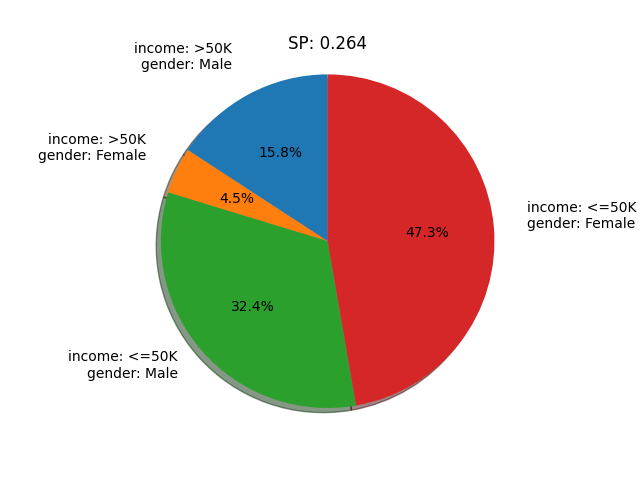 SP: 0.264
income: >50K
gender: Male
15.8%
income: >50K
gender: Female
4.5%
income: <=50K
gender: Male
32.4%
income: <=50K
gender: Female
47.3%